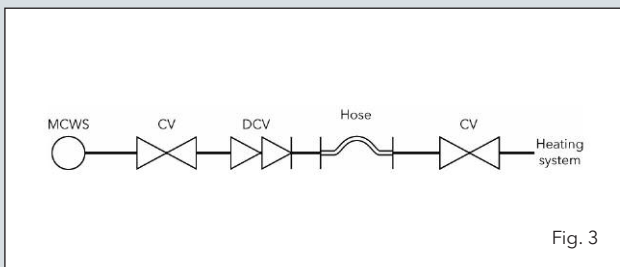 MCWS
CV
DCV
Hose
CV
Heating
system
Fig. 3